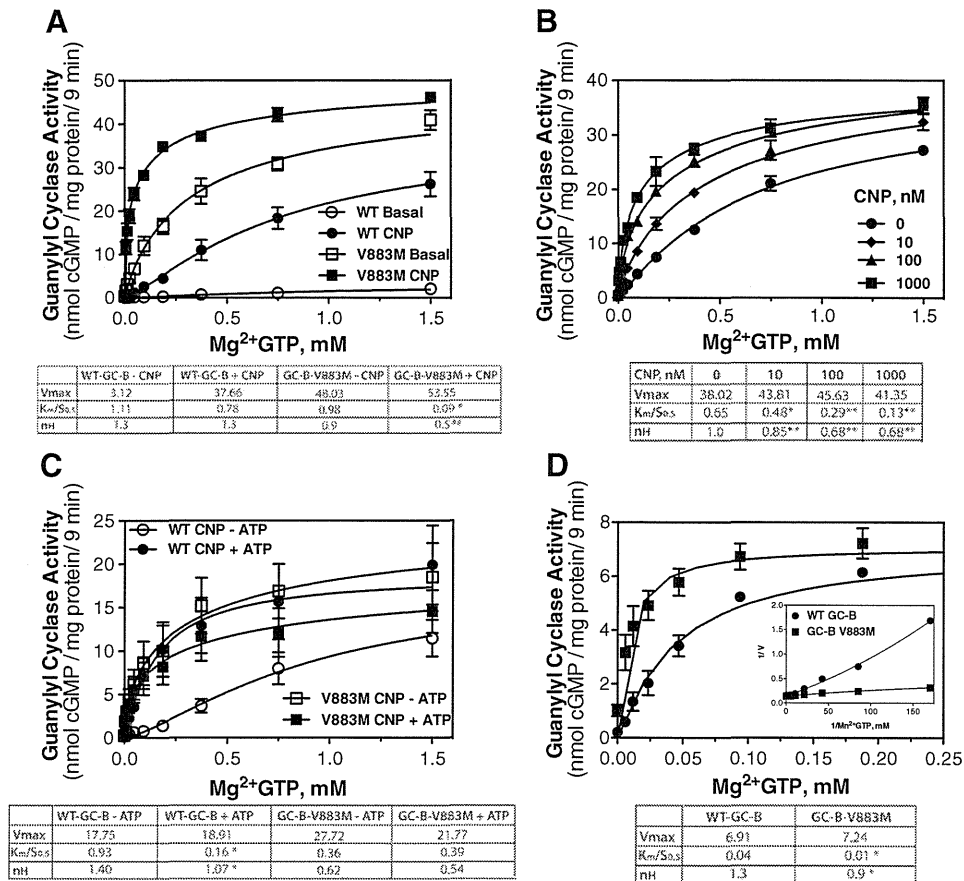 A
Guanylyl Cyclase Activity
(nmol cGMP / mg protein/ 9 min)
50
40
30
20
10
0
0.0
0.5
1.0
1.5
Mg2+GTP, mM
WT Basal
WT CNP
V883M Basal
V883M CNP
WT-GC-B - CNP WT-GC-B + CNP GC-B-V883M - CNP GC-B-V883M + CNP
Vmax 3.12 37.66 48.03 53.55
Km/S0.5 1.11 0.78 0.98 0.09 *
nH 1.3 1.3 0.9 0.5**
B
Guanylyl Cyclase Activity
(nmol cGMP / mg protein/ 9 min)
40
30
20
10
0
0.0
0.5
1.0
1.5
Mg2+GTP, mM
CNP, nM
0
10
100
1000
CNP, nM 0 10 100 1000
Vmax 38.02 43.81 45.63 41.35
Km/S0.5 0.65 0.48* 0.29** 0.13**
nH 1.0 0.85** 0.68** 0.68**
C
Guanylyl Cyclase Activity
(nmol cGMP / mg protein/ 9 min)
25
20
15
10
5
0
0.0
0.5
1.0
1.5
Mg2+GTP, mM
WT CNP - ATP
WT CNP + ATP
V883M CNP - ATP
V883M CNP + ATP
WT-GC-B - ATP WT-GC-B + ATP GC-B-V883M - ATP GC-B-V883M + ATP
Vmax 17.75 18.91 27.72 21.77
Km/S0.5 0.93 0.16 * 0.36 0.39
nH 1.40 1.07 * 0.62 0.54
D
Guanylyl Cyclase Activity
(nmol cGMP / mg protein/ 9 min)
8
6
4
2
0
0.00
0.05
0.10
0.15
0.20
0.25
Mg2+GTP, mM
2.0
1.5
1.0
0.5
0.0
1/V
0
50
100
150
1/Mn2+GTP, mM
WT GC-B
GC-B V883M
WT-GC-B GC-B-V883M
Vmax 6.91 7.24
Km/S0.5 0.04 0.01 *
nH 1.3 0.9 *